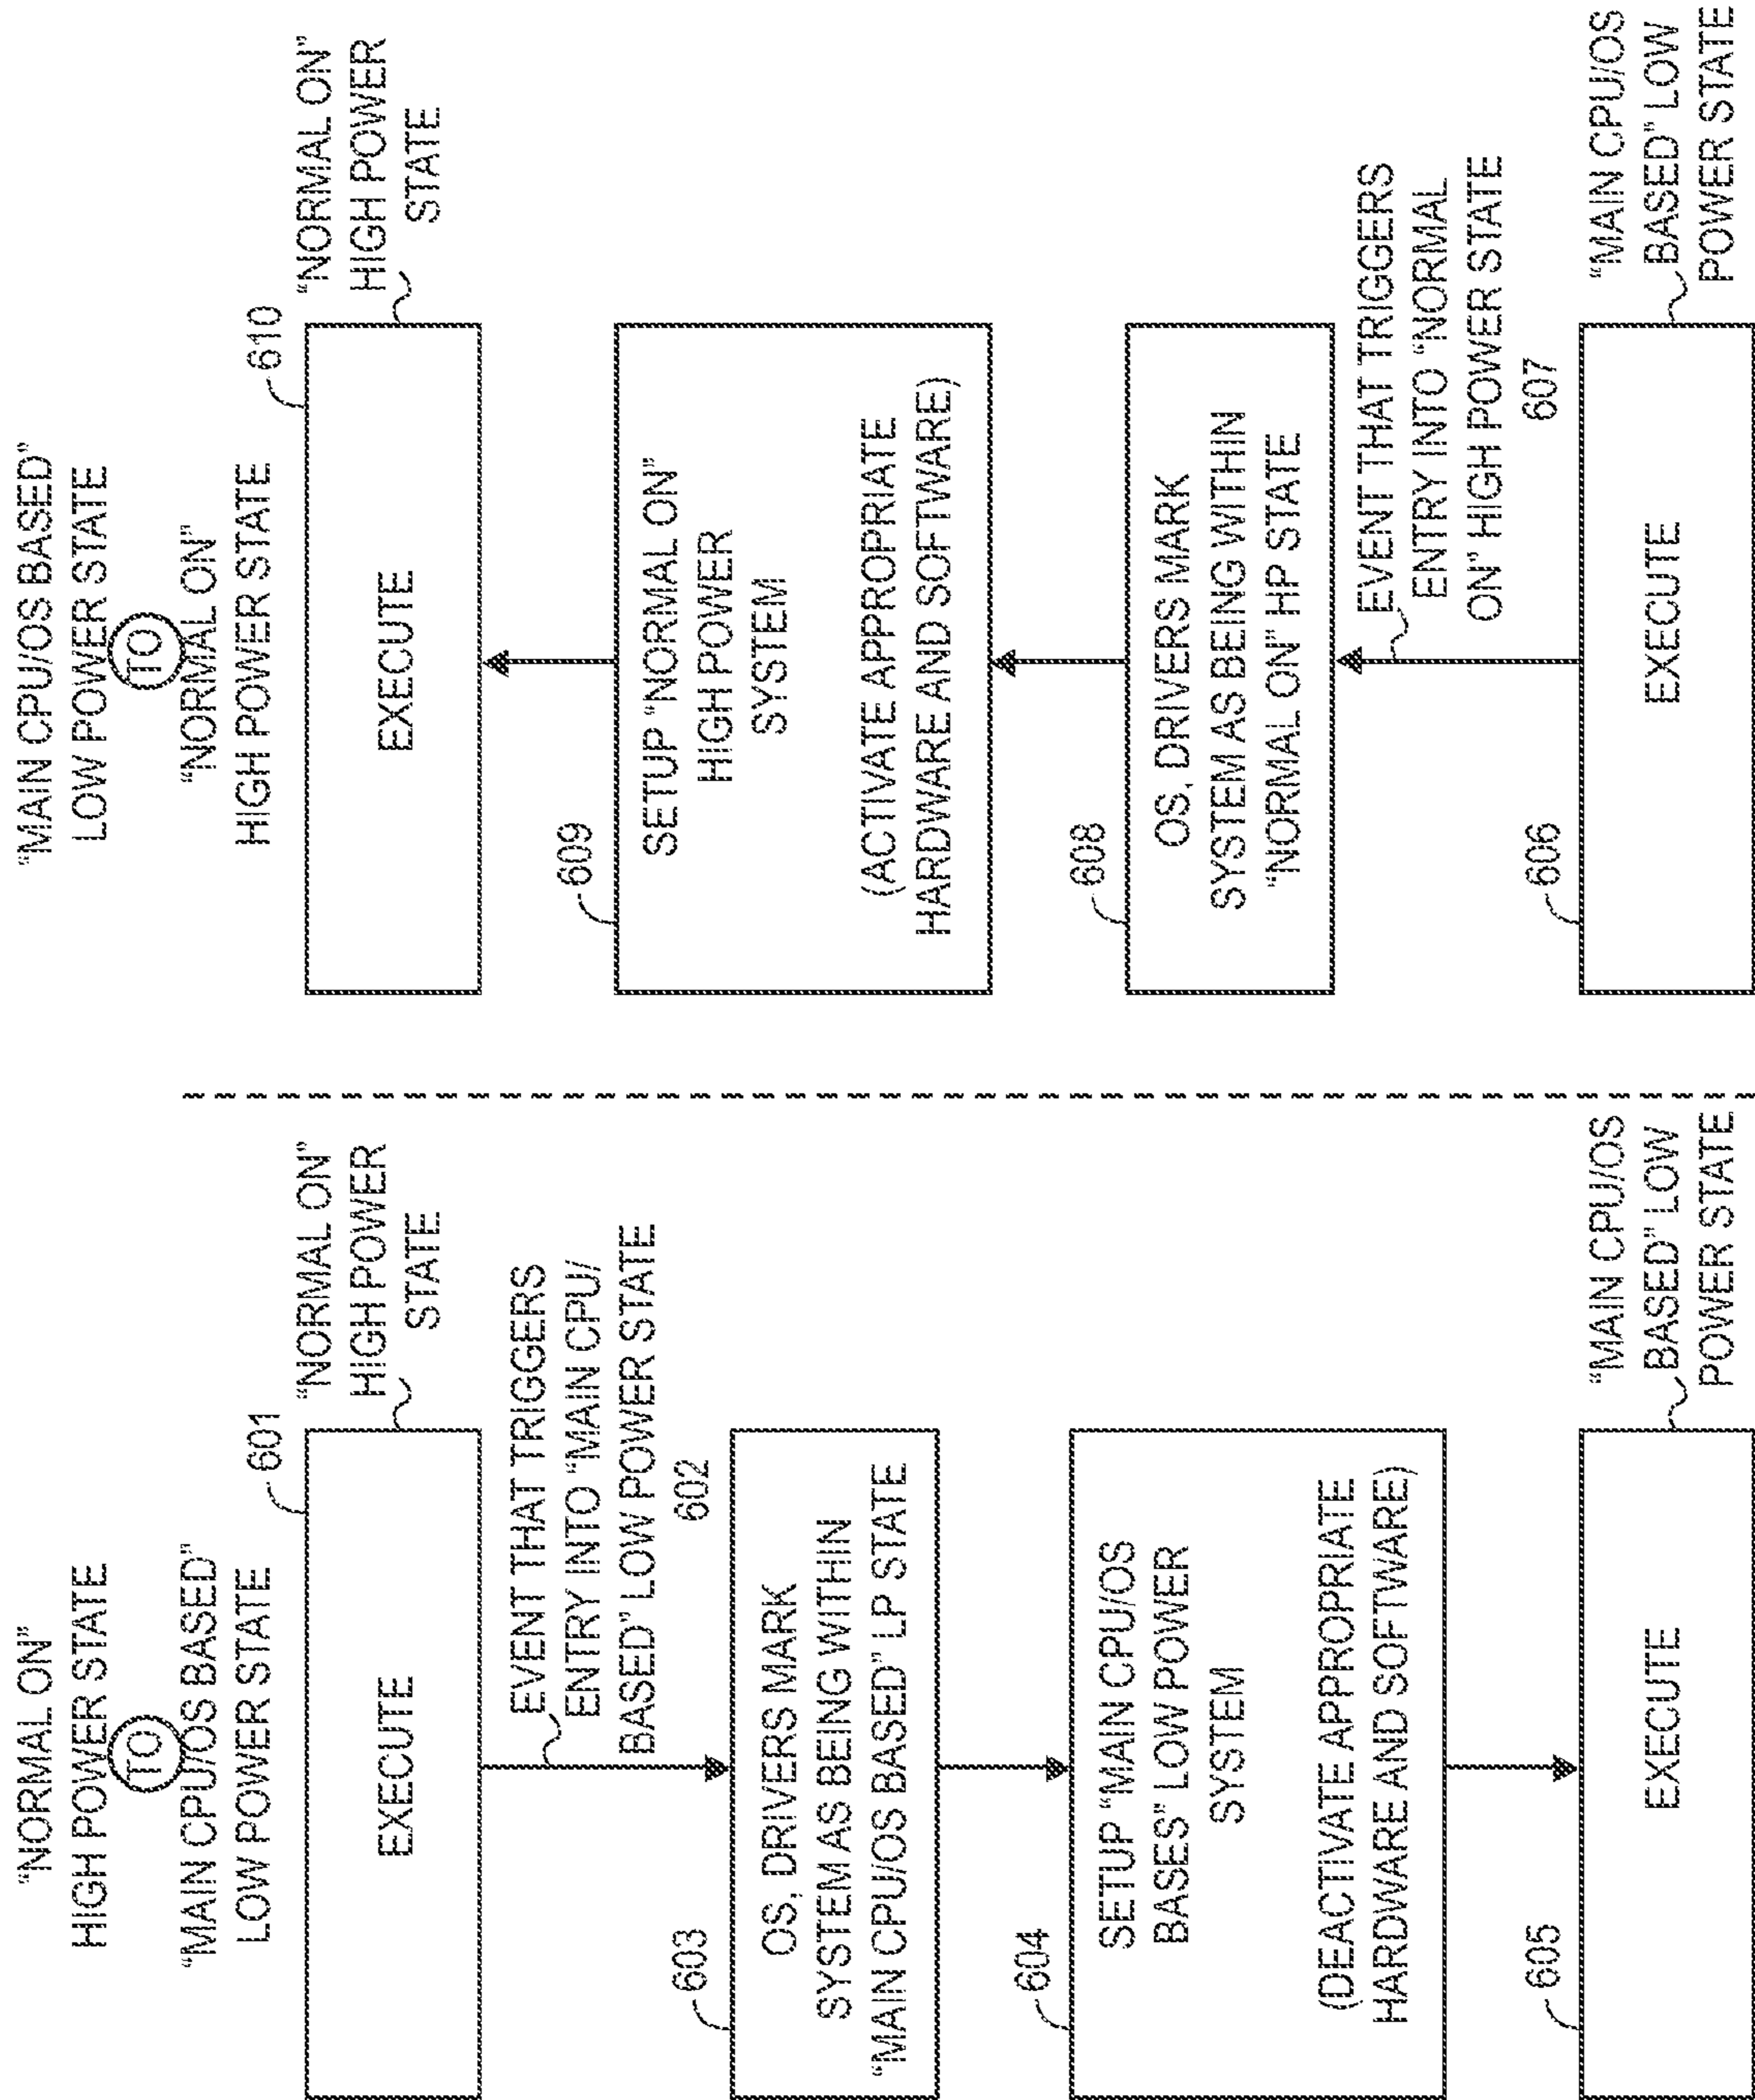 "NORMAL ON"
HIGH POWER STATE
TO
"MAIN CPU/OS BASED"
LOW POWER STATE
601
EXECUTE
"NORMAL ON"
HIGH POWER
STATE
EVENT THAT TRIGGERS
ENTRY INTO "MAIN CPU/
BASED" LOW POWER STATE
602
603
OS, DRIVERS MARK
SYSTEM AS BEING WITHIN
"MAIN CPU/OS BASED" LP STATE
604
SETUP "MAIN CPU/OS
BASES" LOW POWER
SYSTEM
(DEACTIVATE APPROPRIATE
HARDWARE AND SOFTWARE)
605
EXECUTE
"MAIN CPU/OS
BASED" LOW
POWER STATE
"MAIN CPU/OS BASED"
LOW POWER STATE
TO
"NORMAL ON"
HIGH POWER STATE
610
EXECUTE
"NORMAL ON"
HIGH POWER
STATE
609
SETUP "NORMAL ON"
HIGH POWER
SYSTEM
(ACTIVATE APPROPRIATE
HARDWARE AND SOFTWARE)
608
OS, DRIVERS MARK
SYSTEM AS BEING WITHIN
"NORMAL ON" HP STATE
EVENT THAT TRIGGERS
ENTRY INTO "NORMAL
ON" HIGH POWER STATE
607
606
EXECUTE
"MAIN CPU/OS
BASED" LOW
POWER STATE